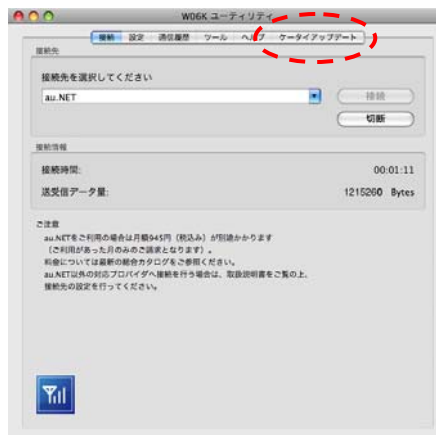 W06K ユーティリティ
接続 設定 通信履歴 ツール ヘルプ ケータイアップデート
接続先
接続先を選択してください
au.NET
接続
切断
接続情報
接続時間: 00:01:11
送受信データ量: 1215260 Bytes
ご注意
au.NETをご利用の場合は月額945円（税込み）が別途かかります
（ご利用があった月のみのご請求となります）。
料金については最新の総合カタログをご参照ください。
au.NET以外の対応プロバイダへ接続を行う場合は、取扱説明書をご覧の上、
接続先の設定を行ってください。